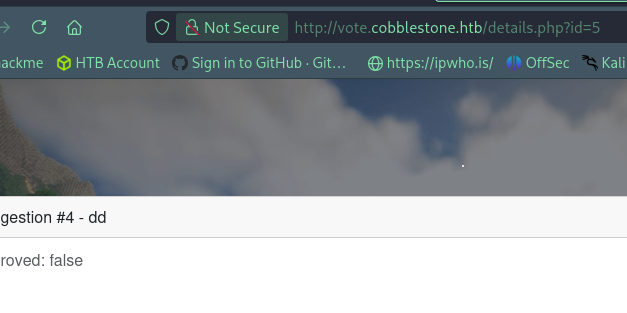 Not Secure http://vote.cobblestone.htb/details.php?id=5
ackme HTB Account Sign in to GitHub · Git… https://ipwho.is/ OffSec Kali
gestion #4 - dd
roved: false